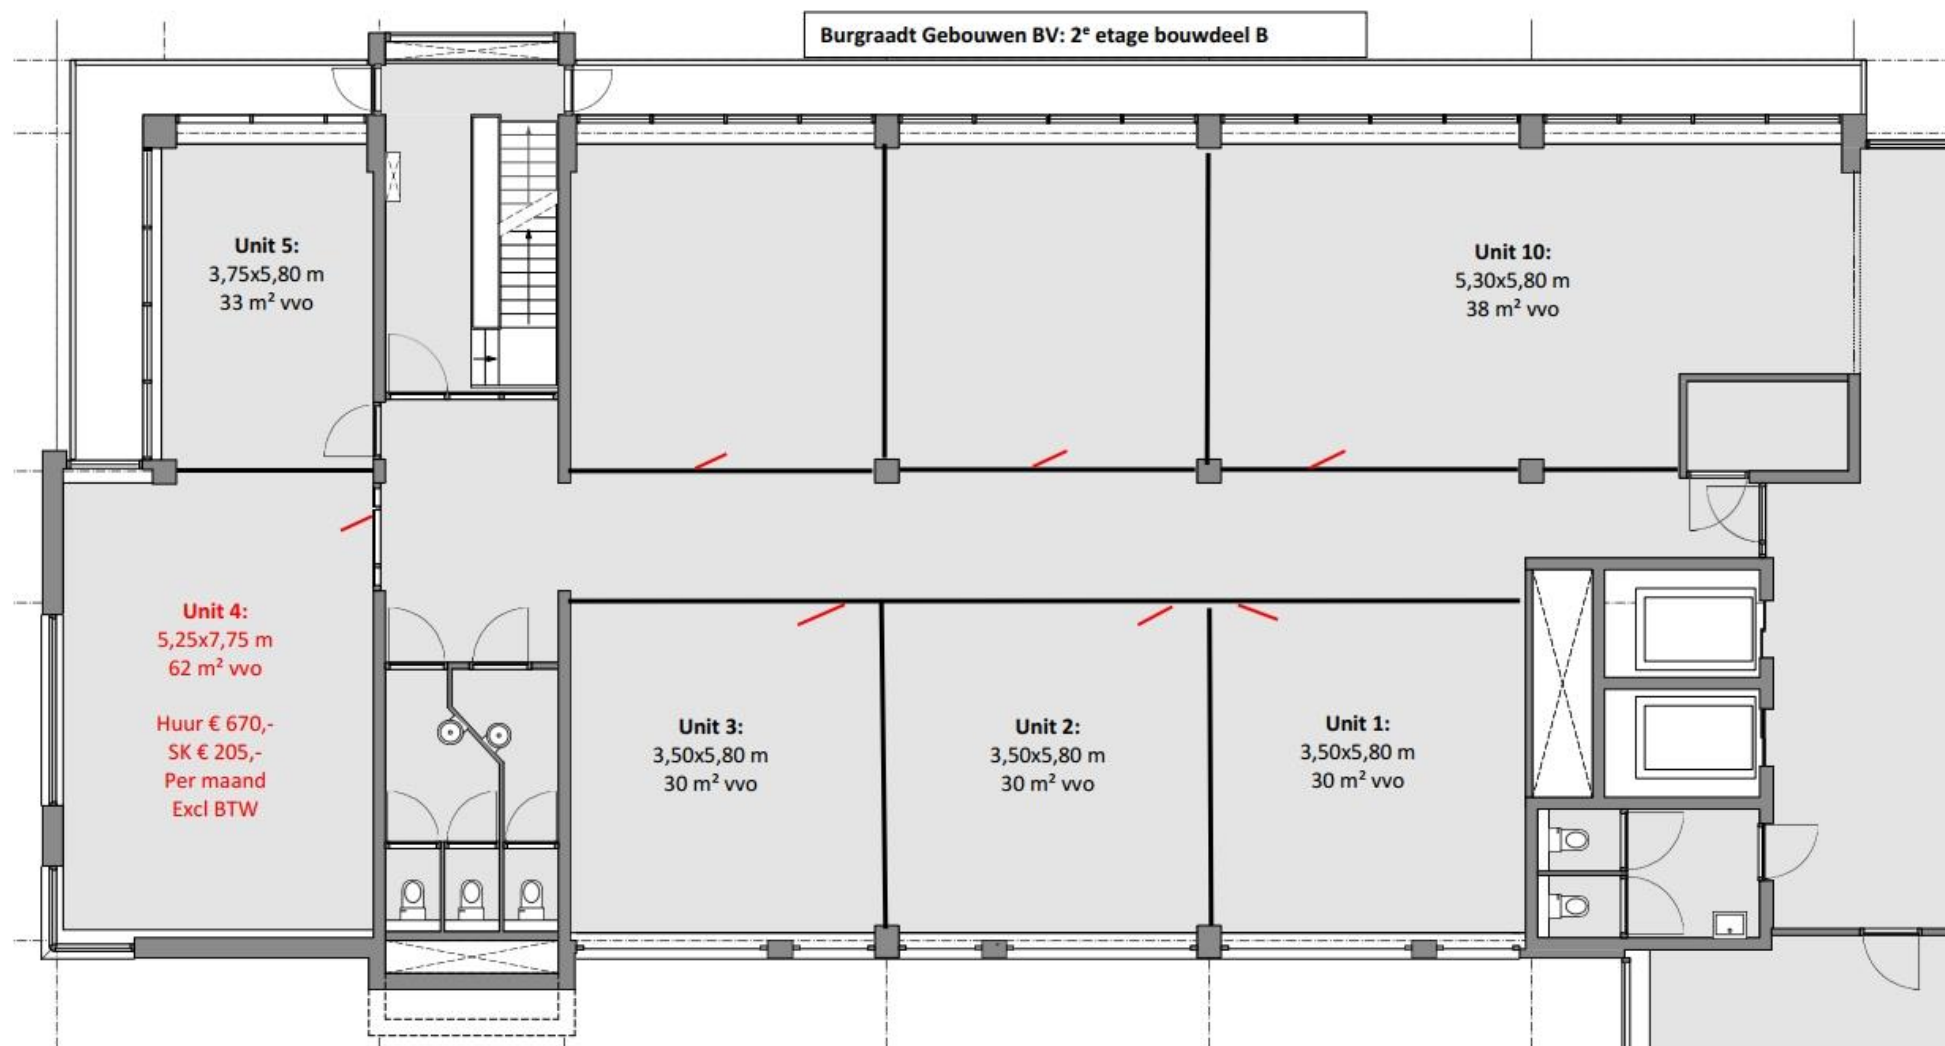 Burgraadt Gebouwen BV: 2e etage bouwdeel B
Unit 5:
3,75x5,80 m
33 m² vvo
Unit 10:
5,30x5,80 m
38 m² vvo
Unit 4:
5,25x7,75 m
62 m² vvo
Huur € 670,-
SK € 205,-
Per maand
Excl BTW
Unit 3:
3,50x5,80 m
30 m² vvo
Unit 2:
3,50x5,80 m
30 m² vvo
Unit 1:
3,50x5,80 m
30 m² vvo